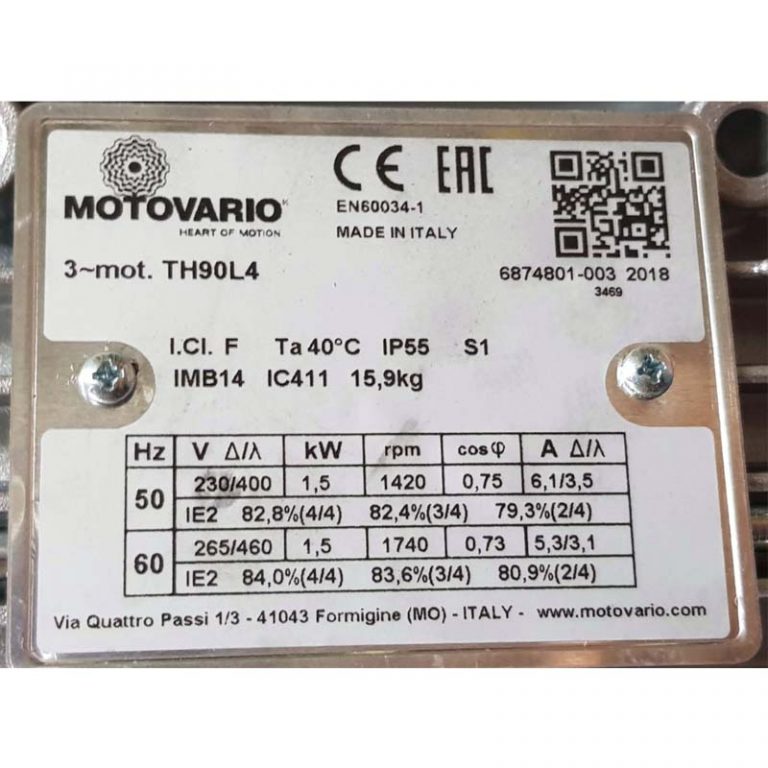 MOTOVARIO
HEART OF MOTION
CE EAC
EN60034-1
MADE IN ITALY
3~mot. TH90L4
6874801-003 2018
3469
I.Cl. F Ta 40°C IP55 S1
IMB14 IC411 15,9kg
Hz V Δ/λ kW rpm cosφ A Δ/λ
50 230/400 1,5 1420 0,75 6,1/3,5
IE2 82,8%(4/4) 82,4%(3/4) 79,3%(2/4)
60 265/460 1,5 1740 0,73 5,3/3,1
IE2 84,0%(4/4) 83,6%(3/4) 80,9%(2/4)
Via Quattro Passi 1/3 - 41043 Formigine (MO) - ITALY - www.motovario.com